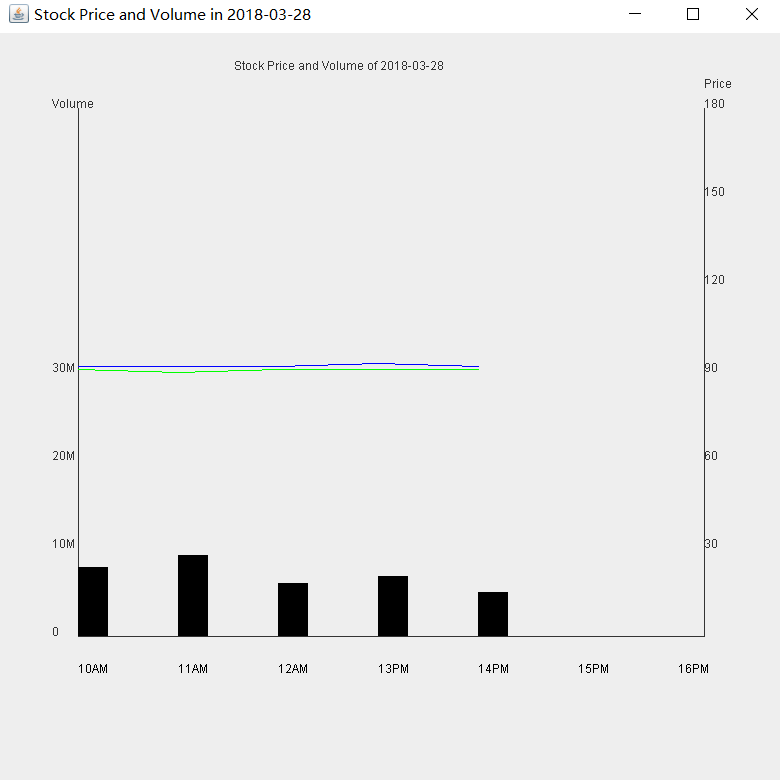 Stock Price and Volume in 2018-03-28
Stock Price and Volume of 2018-03-28
Price
Volume
180
150
120
30M
90
20M
60
10M
30
0
10AM 11AM 12AM 13PM 14PM 15PM 16PM